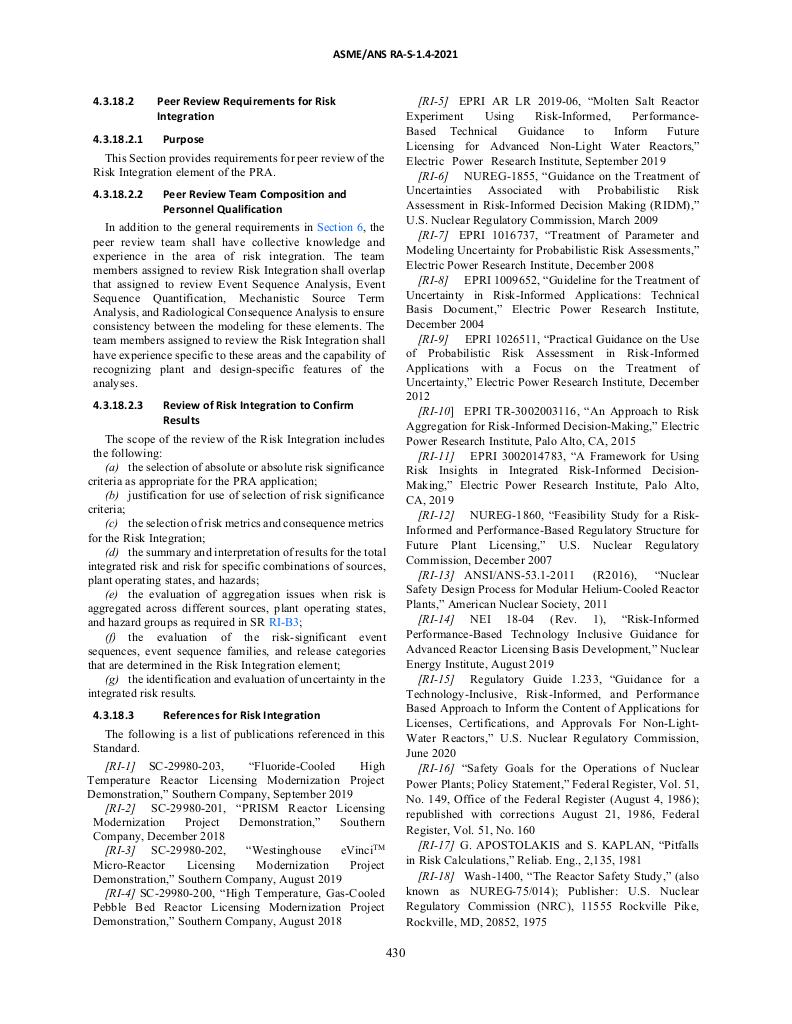 ASME/ANS RA-S-1.4-2021
4.3.18.2 Peer Review Requirements for Risk
Integration
4.3.18.2.1 Purpose
This Section provides requirements for peer review of the
Risk Integration element of the PRA.
4.3.18.2.2 Peer Review Team Composition and
Personnel Qualification
In addition to the general requirements in Section 6, the
peer review team shall have collective knowledge and
experience in the area of risk integration. The team
members assigned to review Risk Integration shall overlap
that assigned to review Event Sequence Analysis, Event
Sequence Quantification, Mechanistic Source Term
Analysis, and Radiological Consequence Analysis to ensure
consistency between the modeling for these elements. The
team members assigned to review the Risk Integration shall
have experience specific to these areas and the capability of
recognizing plant and design-specific features of the
analyses.
4.3.18.2.3 Review of Risk Integration to Confirm
Results
The scope of the review of the Risk Integration includes
the following:
(a) the selection of absolute or absolute risk significance
criteria as appropriate for the PRA application;
(b) justification for use of selection of risk significance
criteria;
(c) the selection of risk metrics and consequence metrics
for the Risk Integration;
(d) the summary and interpretation of results for the total
integrated risk and risk for specific combinations of sources,
plant operating states, and hazards;
(e) the evaluation of aggregation issues when risk is
aggregated across different sources, plant operating states,
and hazard groups as required in SR RI-B3;
(f) the evaluation of the risk-significant event
sequences, event sequence families, and release categories
that are determined in the Risk Integration element;
(g) the identification and evaluation of uncertainty in the
integrated risk results.
4.3.18.3 References for Risk Integration
The following is a list of publications referenced in this
Standard.
[RI-1] SC-29980-203, “Fluoride-Cooled High
Temperature Reactor Licensing Modernization Project
Demonstration,” Southern Company, September 2019
[RI-2] SC-29980-201, “PRISM Reactor Licensing
Modernization Project Demonstration,” Southern
Company, December 2018
[RI-3] SC-29980-202, “Westinghouse eVinci™
Micro-Reactor Licensing Modernization Project
Demonstration,” Southern Company, August 2019
[RI-4] SC-29980-200, “High Temperature, Gas-Cooled
Pebble Bed Reactor Licensing Modernization Project
Demonstration,” Southern Company, August 2018
[RI-5] EPRI AR LR 2019-06, “Molten Salt Reactor
Experiment Using Risk-Informed, Performance-
Based Technical Guidance to Inform Future
Licensing for Advanced Non-Light Water Reactors,”
Electric Power Research Institute, September 2019
[RI-6] NUREG-1855, “Guidance on the Treatment of
Uncertainties Associated with Probabilistic Risk
Assessment in Risk-Informed Decision Making (RIDM),”
U.S. Nuclear Regulatory Commission, March 2009
[RI-7] EPRI 1016737, “Treatment of Parameter and
Modeling Uncertainty for Probabilistic Risk Assessments,”
Electric Power Research Institute, December 2008
[RI-8] EPRI 1009652, “Guideline for the Treatment of
Uncertainty in Risk-Informed Applications: Technical
Basis Document,” Electric Power Research Institute,
December 2004
[RI-9] EPRI 1026511, “Practical Guidance on the Use
of Probabilistic Risk Assessment in Risk-Informed
Applications with a Focus on the Treatment of
Uncertainty,” Electric Power Research Institute, December
2012
[RI-10] EPRI TR-3002003116, “An Approach to Risk
Aggregation for Risk-Informed Decision-Making,” Electric
Power Research Institute, Palo Alto, CA, 2015
[RI-11] EPRI 3002014783, “A Framework for Using
Risk Insights in Integrated Risk-Informed Decision-
Making,” Electric Power Research Institute, Palo Alto,
CA, 2019
[RI-12] NUREG-1860, “Feasibility Study for a Risk-
Informed and Performance-Based Regulatory Structure for
Future Plant Licensing,” U.S. Nuclear Regulatory
Commission, December 2007
[RI-13] ANSI/ANS-53.1-2011 (R2016), “Nuclear
Safety Design Process for Modular Helium-Cooled Reactor
Plants,” American Nuclear Society, 2011
[RI-14] NEI 18-04 (Rev. 1), “Risk-Informed
Performance-Based Technology Inclusive Guidance for
Advanced Reactor Licensing Basis Development,” Nuclear
Energy Institute, August 2019
[RI-15] Regulatory Guide 1.233, “Guidance for a
Technology-Inclusive, Risk-Informed, and Performance
Based Approach to Inform the Content of Applications for
Licenses, Certifications, and Approvals For Non-Light-
Water Reactors,” U.S. Nuclear Regulatory Commission,
June 2020
[RI-16] “Safety Goals for the Operations of Nuclear
Power Plants; Policy Statement,” Federal Register, Vol. 51,
No. 149, Office of the Federal Register (August 4, 1986);
republished with corrections August 21, 1986, Federal
Register, Vol. 51, No. 160
[RI-17] G. APOSTOLAKIS and S. KAPLAN, “Pitfalls
in Risk Calculations,” Reliab. Eng., 2,135, 1981
[RI-18] Wash-1400, “The Reactor Safety Study,” (also
known as NUREG-75/014); Publisher: U.S. Nuclear
Regulatory Commission (NRC), 11555 Rockville Pike,
Rockville, MD, 20852, 1975
430